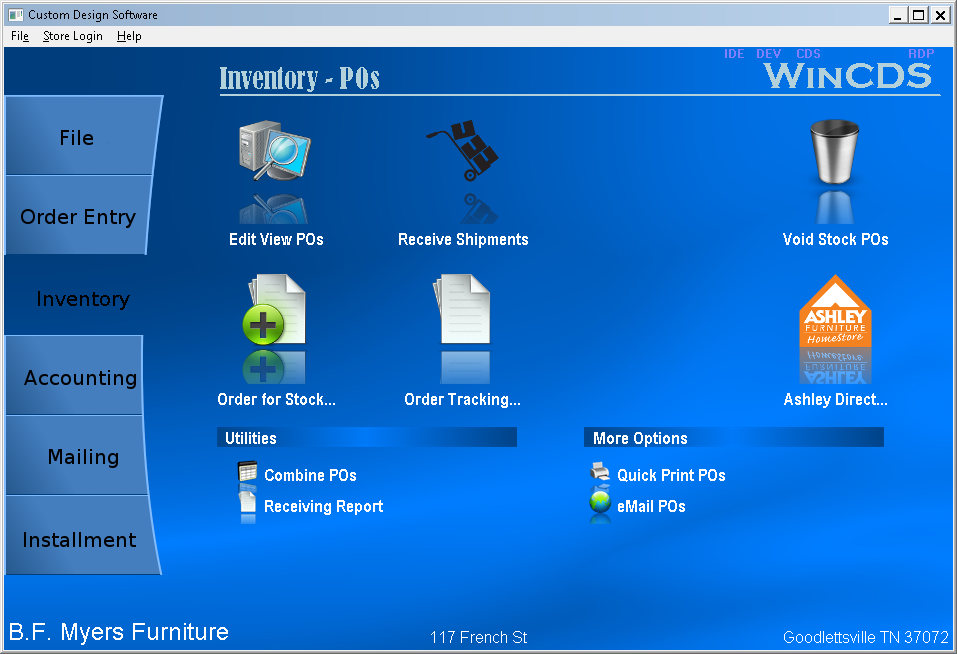 Custom Design Software
File Store Login Help
IDE DEV CDS RDP
Inventory - POs
WinCDS
File
Order Entry
Inventory
Accounting
Mailing
Installment
Edit View POs
Receive Shipments
Void Stock POs
ASHLEY
FURNITURE
HomeStore
Order for Stock...
Order Tracking...
Ashley Direct...
Utilities
Combine POs
Receiving Report
More Options
Quick Print POs
eMail POs
B.F. Myers Furniture
117 French St
Goodlettsville TN 37072